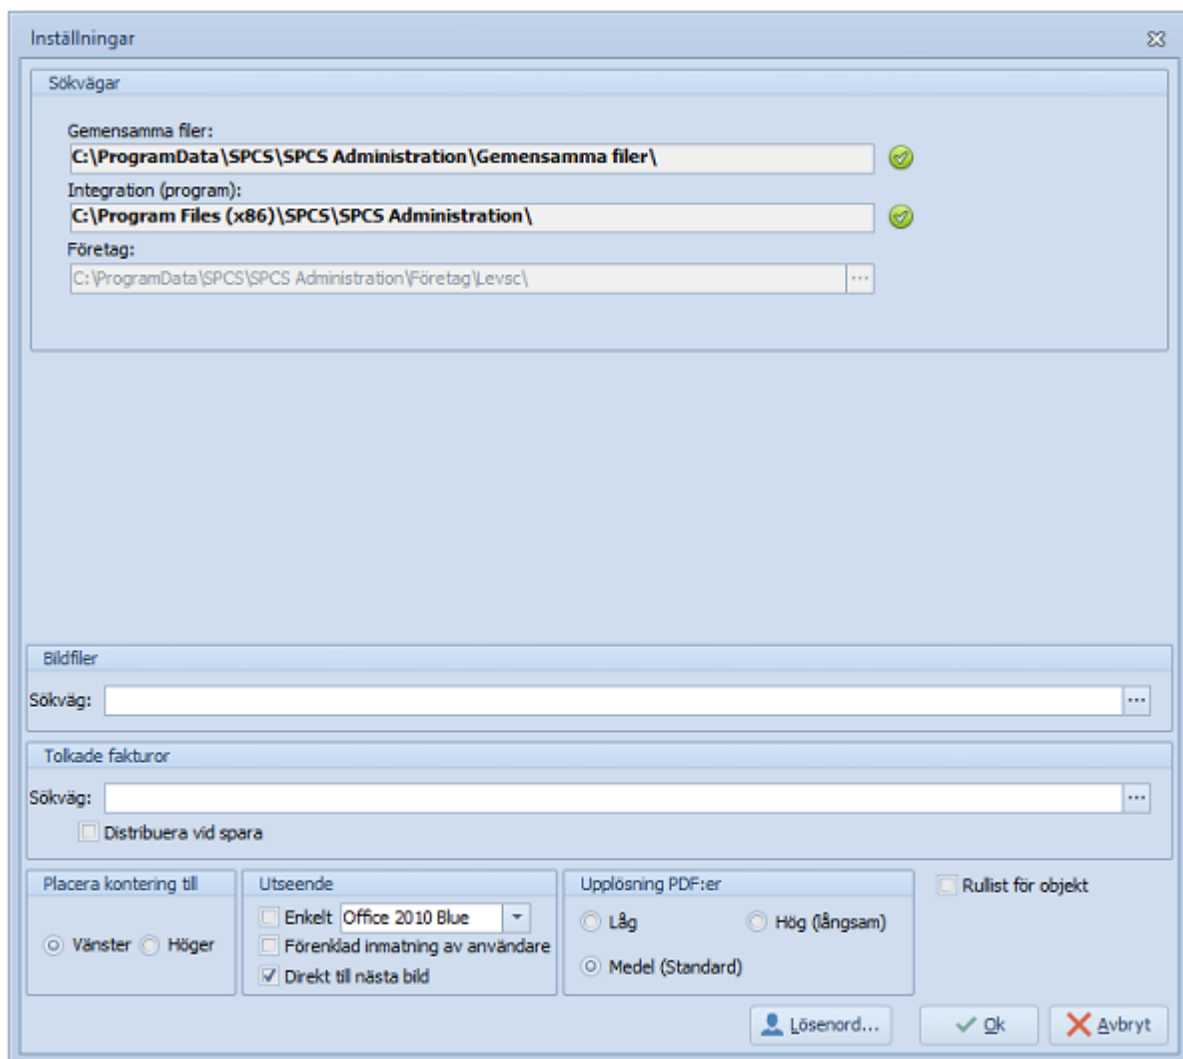 Inställningar
Sökvägar
Gemensamma filer:
C:\ProgramData\SPCS\SPCS Administration\Gemensamma filer\
Integration (program):
C:\Program Files (x86)\SPCS\SPCS Administration\
Företag:
C:\ProgramData\SPCS\SPCS Administration\Företag\Levsc\
Bildfiler
Sökväg:
Tolkade fakturor
Sökväg:
Distribuera vid spara
Placera kontering till
Vänster Höger
Utseende
Enkelt Office 2010 Blue
Förenklad inmatning av användare
Direkt till nästa bild
Upplösning PDF:er
Låg Hög (långsam)
Medel (Standard)
Rullist för objekt
Lösenord... Ok Avbryt